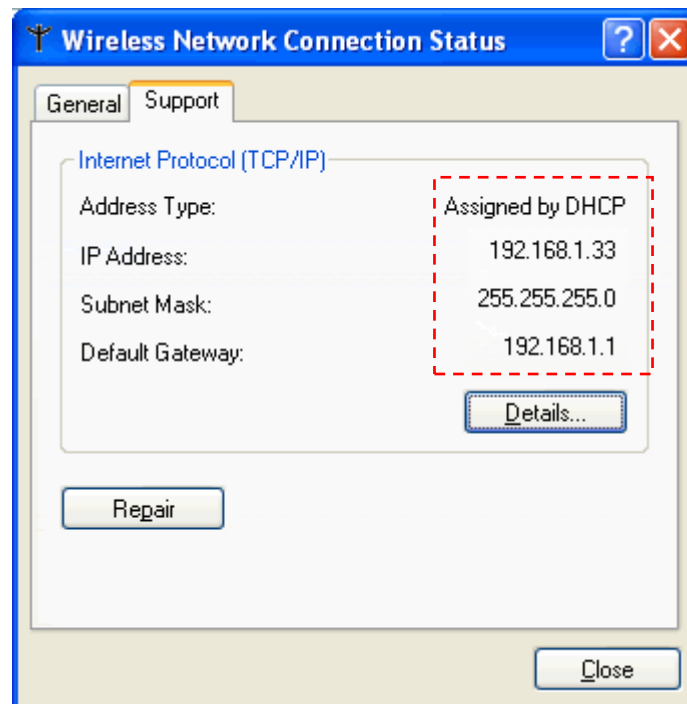 Wireless Network Connection Status
General Support
Internet Protocol (TCP/IP)
Address Type: Assigned by DHCP
IP Address: 192.168.1.33
Subnet Mask: 255.255.255.0
Default Gateway: 192.168.1.1
Details...
Repair
Close